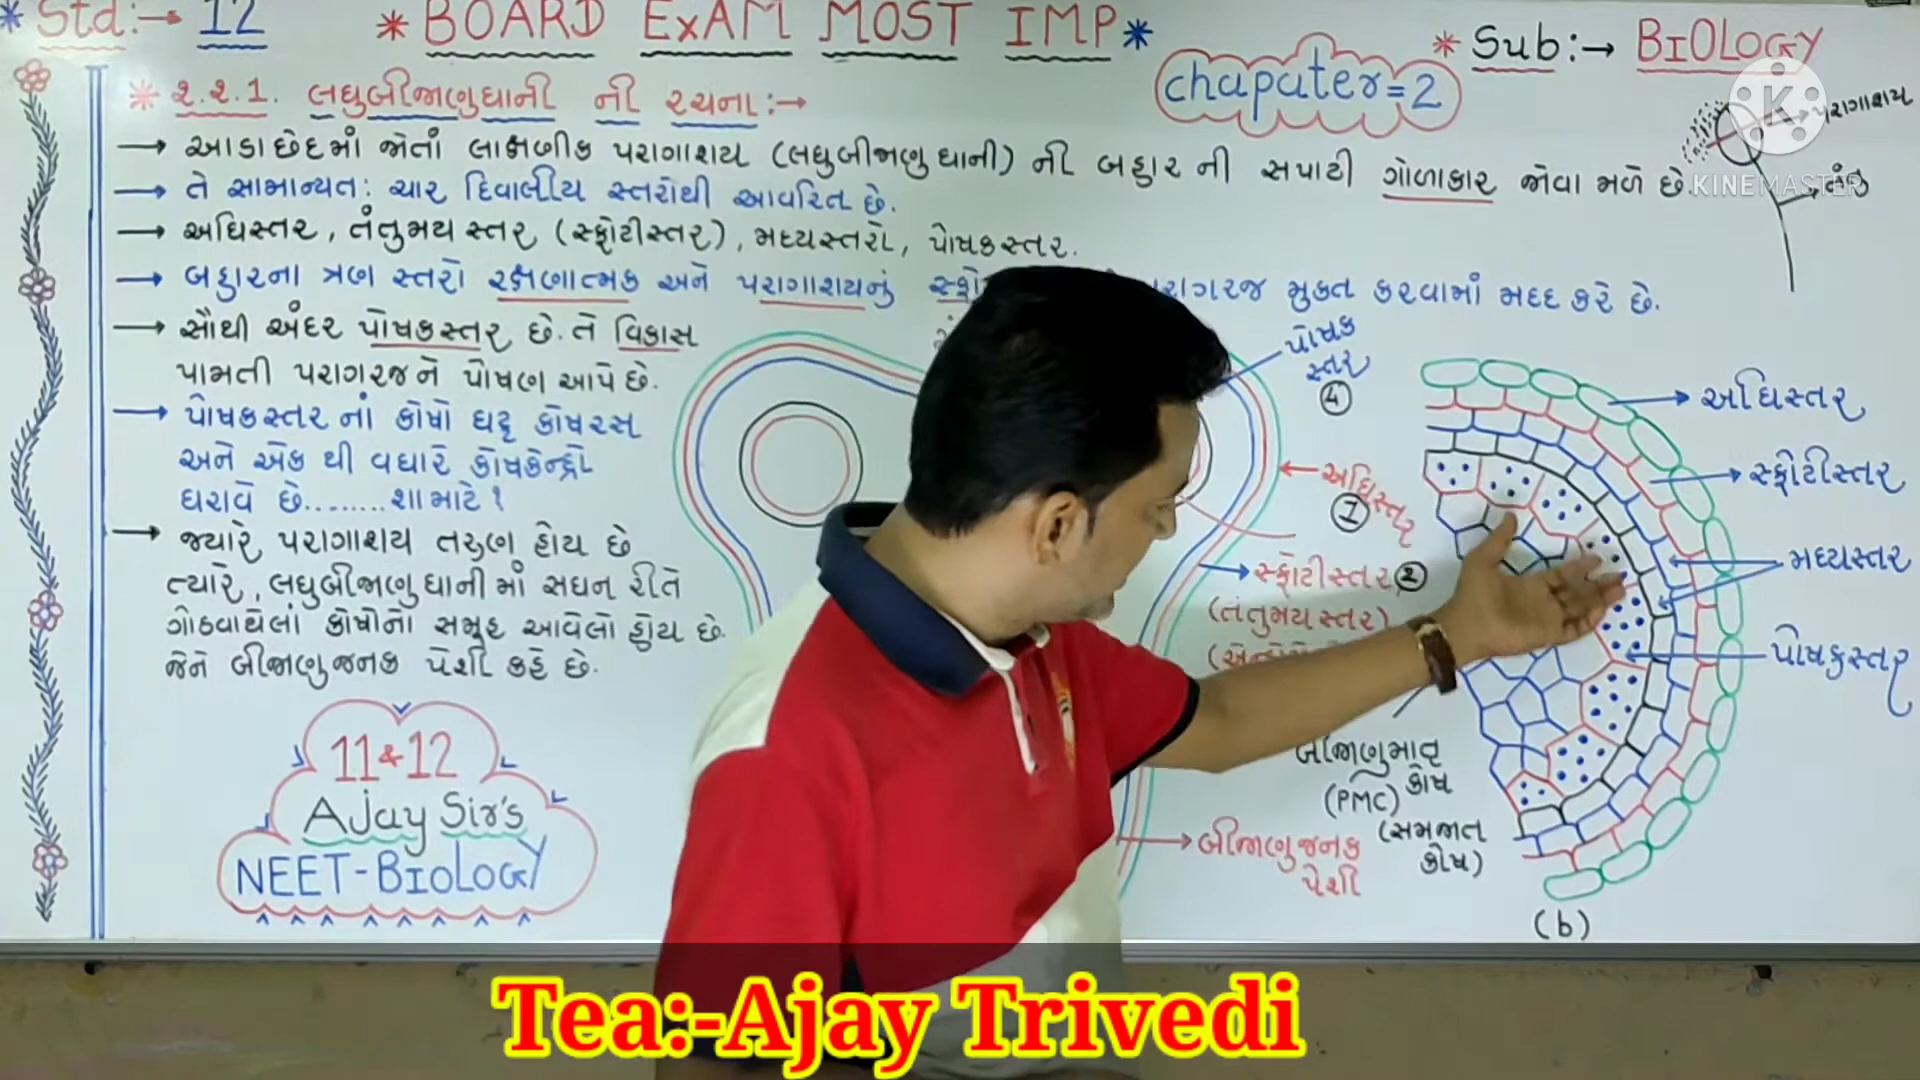 * Std:→ 12 * BOARD ExAM MOST IMP * * Sub:→ BIOLOGY
chapater=2
* ૨.૨.1. લઘુબીજાણુધાની ની રચના:→
→ આડા છેદમાં જોતાં લાક્ષણીક પરાગાશય (લઘુબીજાણુ ધાની) ની બહાર ની સપાટી ગોળાકાર જોવા મળે છે.
→ તે સામાન્યત: ચાર દિવાલીય સ્તરોથી આવરિત છે.
→ અધિસ્તર, તંતુમય સ્તર (સ્ફોટીસ્તર), મધ્યસ્તરો, પોષકસ્તર.
→ બહારના ત્રણ સ્તરો રક્ષણાત્મક અને પરાગાશયનું સ્ફો રાગરજ મુક્ત કરવામાં મદદ કરે છે.
→ સૌથી અંદર પોષકસ્તર છે. તે વિકાસ
પામતી પરાગરજને પોષણ આપે છે.
→ પોષકસ્તર નાં કોષો ઘટ્ટ કોષરસ
અને એક થી વધારે કોષકેન્દ્રો
ધરાવે છે........શા માટે?
→ જ્યારે પરાગાશય તરુણ હોય છે
ત્યારે, લઘુબીજાણુ ધાની માં સઘન રીતે
ગોઠવાયેલાં કોષોનો સમૂહ આવેલો હોય છે.
જેને બીજાણુજનક પેશી કહે છે.
11 & 12
Ajay Sir's
NEET-BIOLOGY
પરાગાશય
KINEMASTER
પોષક
સ્તર
4
અધિસ્તર
1
સ્ફોટીસ્તર 2
(તંતુમય સ્તર)
બીજાણુમાતૃ
કોષ
(PMC)
(સમજાત
કોષ)
બીજાણુજનક
પેશી
અધિસ્તર
સ્ફોટીસ્તર
મધ્યસ્તર
પોષકસ્તર
(b)
Tea:-Ajay Trivedi